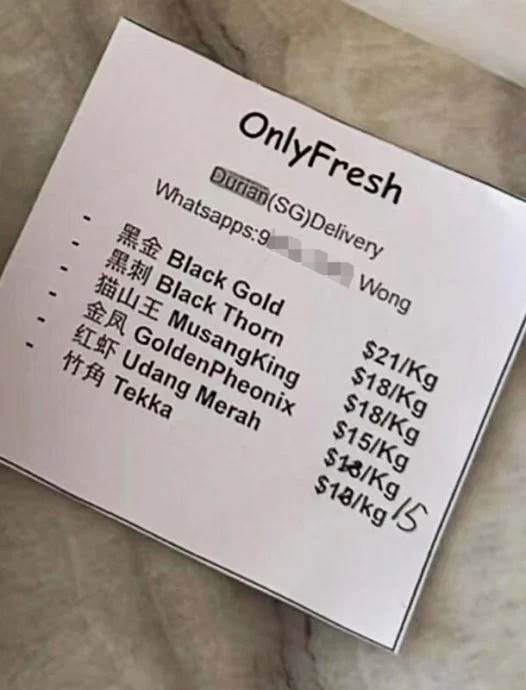 OnlyFresh
Durian(SG)Delivery
Whatsapps:9 Wong
- 黑金 Black Gold $21/Kg
- 黑刺 Black Thorn $18/Kg
- 猫山王 MusangKing $18/Kg
- 金凤 GoldenPheonix $15/Kg
- 红虾 Udang Merah $18/Kg
- 竹角 Tekka $18/kg 15